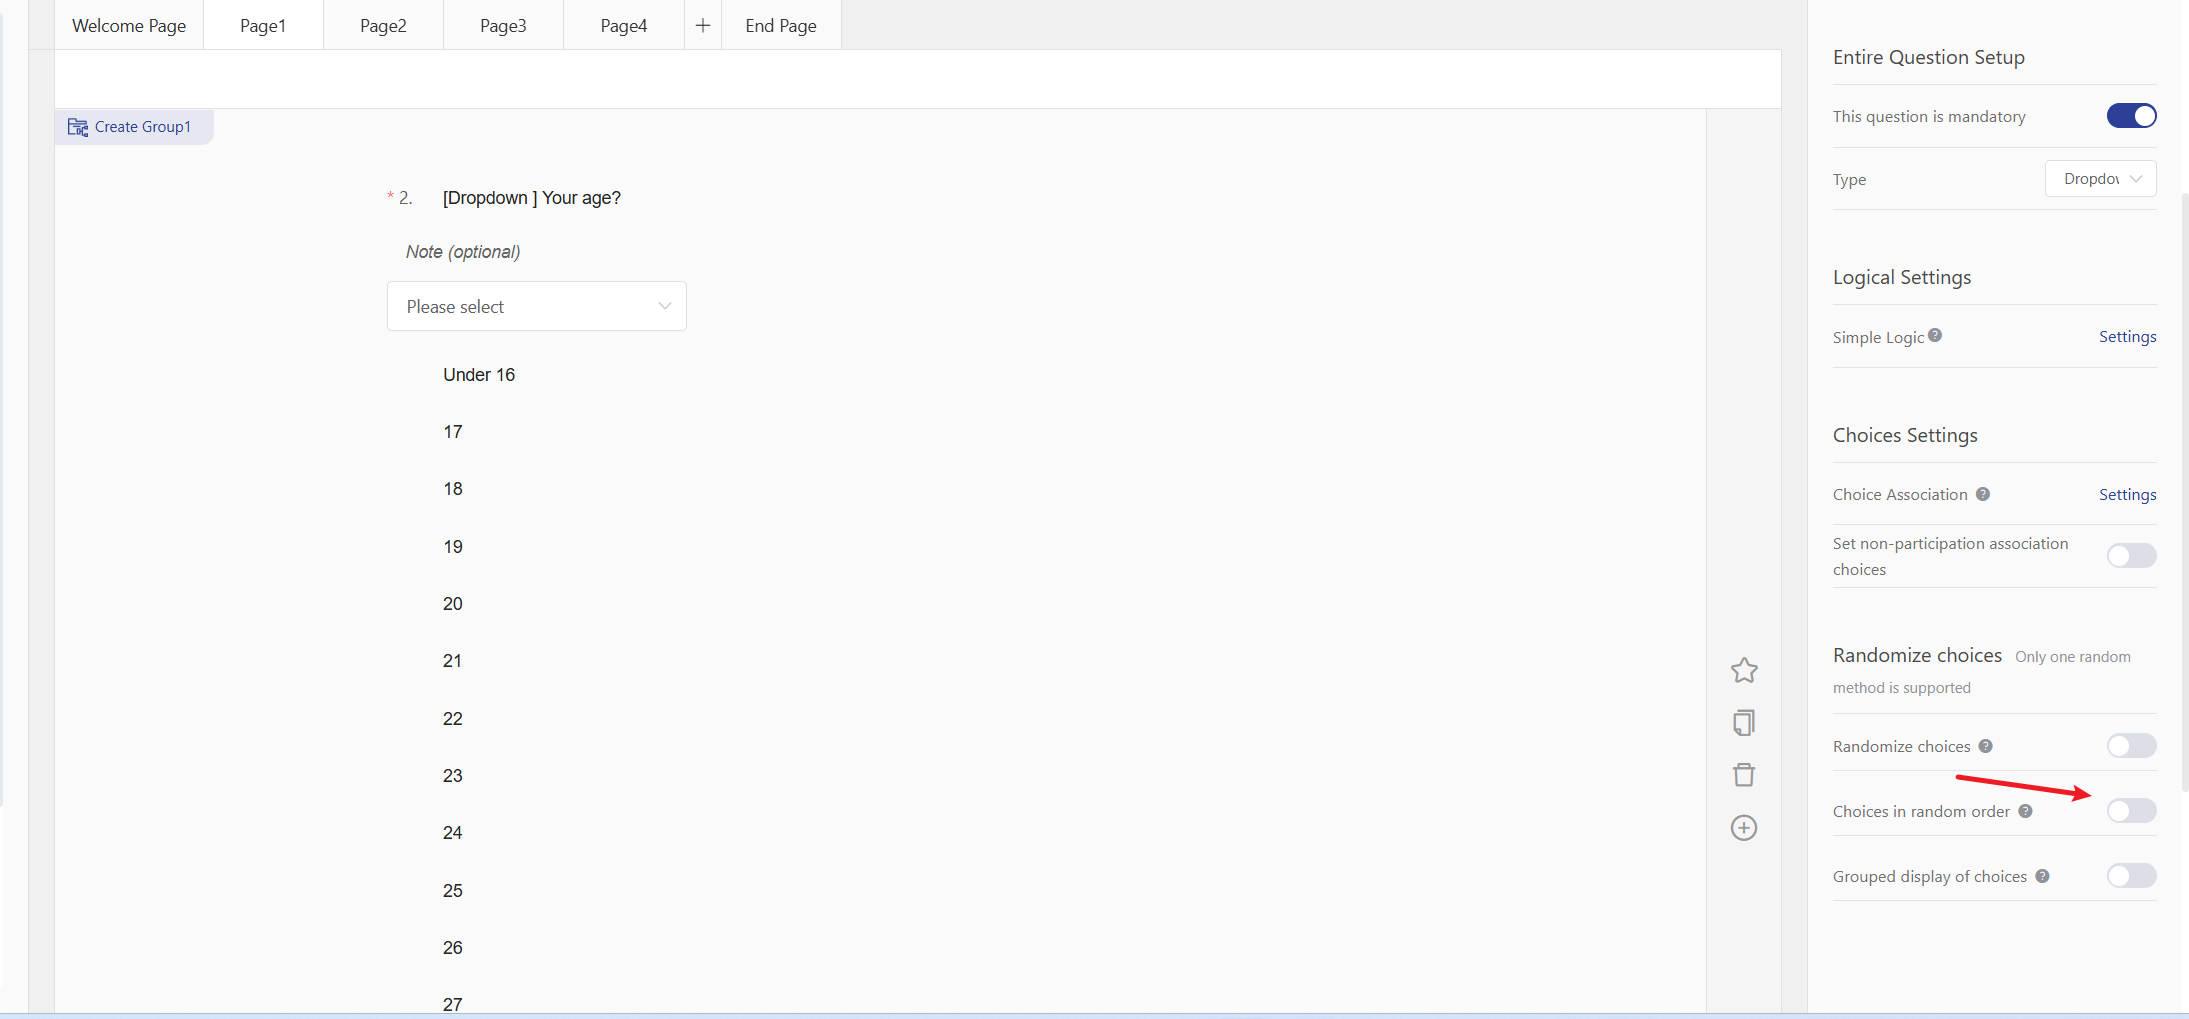 Welcome Page Page1 Page2 Page3 Page4 End Page
Create Group1
* 2. [Dropdown ] Your age?
Note (optional)
Please select
Under 16
17
18
19
20
21
22
23
24
25
26
27
Entire Question Setup
This question is mandatory
Type Dropdov
Logical Settings
Simple Logic ? Settings
Choices Settings
Choice Association ? Settings
Set non-participation association
choices
Randomize choices Only one random
method is supported
Randomize choices ?
Choices in random order ?
Grouped display of choices ?